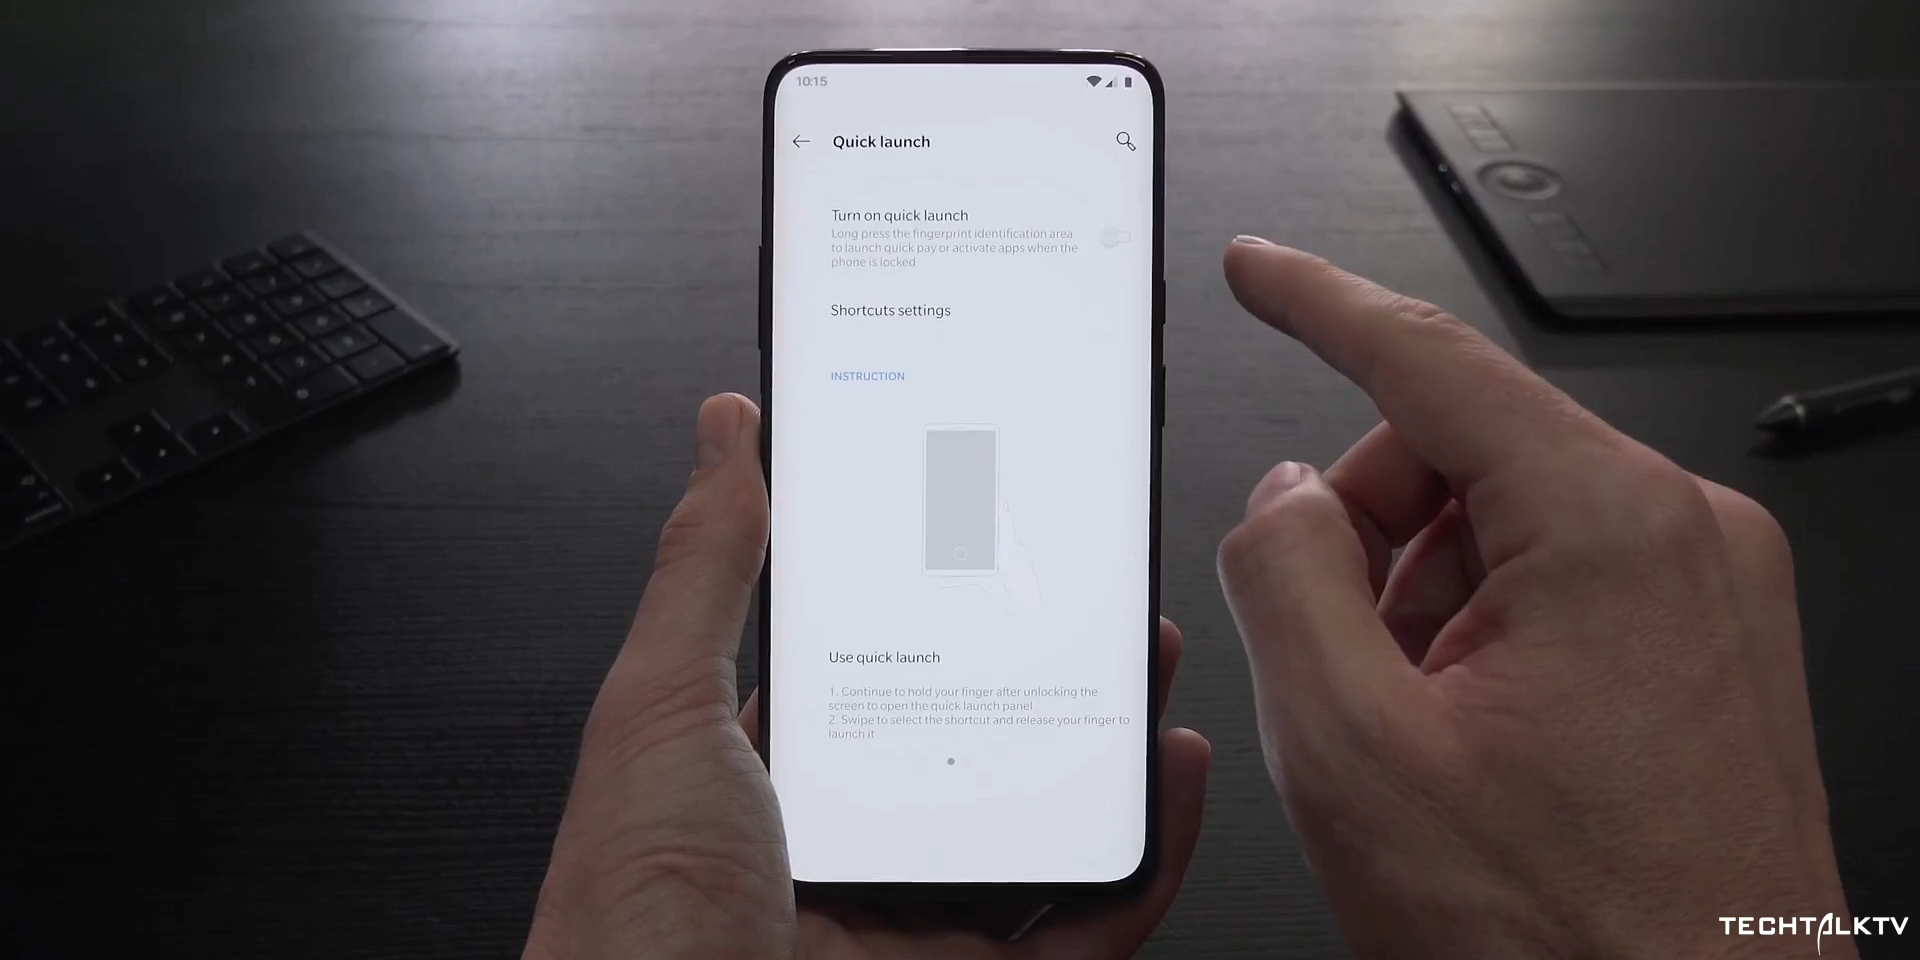 10:15
Quick launch
Turn on quick launch
Long press the fingerprint identification area
to launch quick pay or activate apps when the
phone is locked
Shortcuts settings
INSTRUCTION
Use quick launch
1. Continue to hold your finger after unlocking the
screen to open the quick launch panel
2. Swipe to select the shortcut and release your finger to
launch it
TECHTALKTV